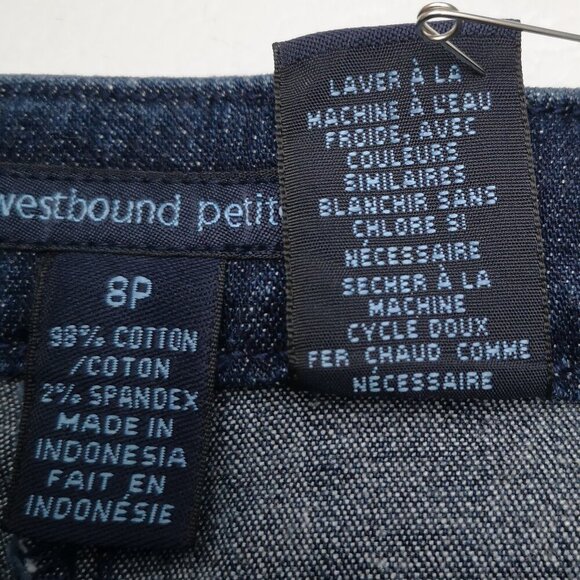 westbound petite
8P
98% COTTON
/COTON
2% SPANDEX
MADE IN
INDONESIA
FAIT EN
INDONÉSIE
LAVER À LA
MACHINE À L'EAU
FROIDE, AVEC
COULEURS
SIMILAIRES
BLANCHIR SANS
CHLORE SI
NÉCESSAIRE
SECHER À LA
MACHINE
CYCLE DOUX
FER CHAUD COMME
NÉCESSAIRE